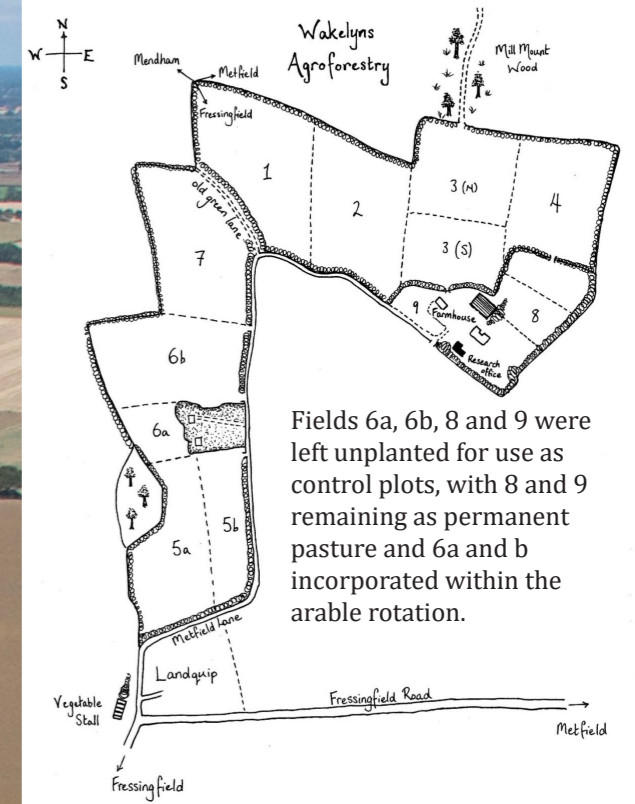 N
W E
S
Wakelyns
Agroforestry
Mill Mount
Wood
Mendham
Metfield
Fressingfield
old green lane
1
2
3 (N)
3 (S)
4
7
6b
6a
5a
5b
9
Farmhouse
8
Research
office
Fields 6a, 6b, 8 and 9 were
left unplanted for use as
control plots, with 8 and 9
remaining as permanent
pasture and 6a and b
incorporated within the
arable rotation.
Metfield Lane
Landquip
Vegetable
Stall
Fressingfield Road
Metfield
Fressingfield